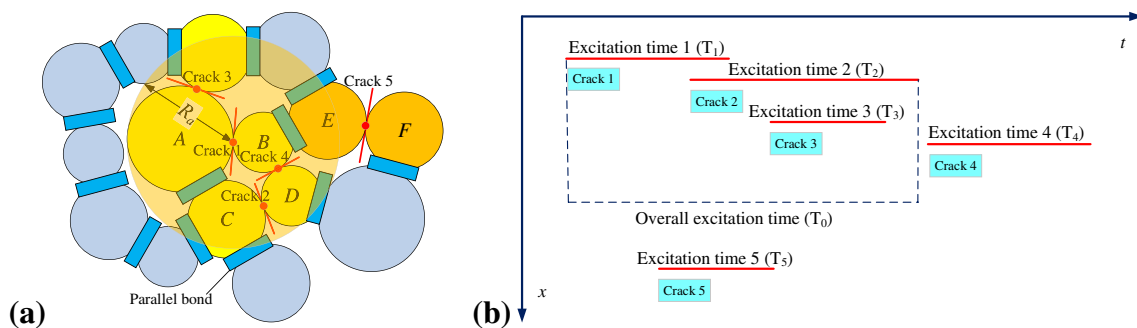 Crack 3
Crack 5
R_a
A
B
E
F
Crack 1
Crack 4
Crack 2
D
C
Parallel bond
(a)
t
Excitation time 1 (T₁)
Crack 1
Excitation time 2 (T₂)
Crack 2
Excitation time 3 (T₃)
Crack 3
Excitation time 4 (T₄)
Crack 4
Overall excitation time (T₀)
Excitation time 5 (T₅)
Crack 5
x
(b)